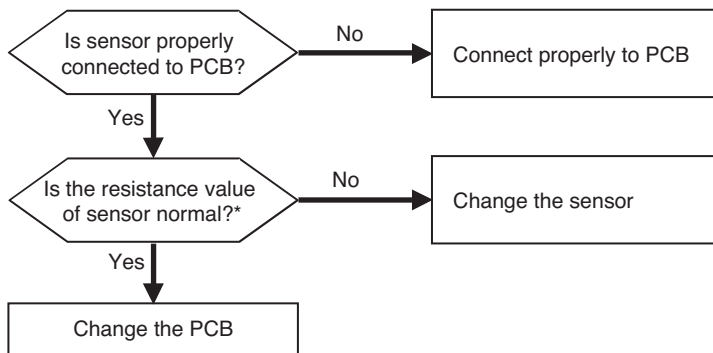 Is sensor properly
connected to PCB?
No
Connect properly to PCB
Yes
Is the resistance value
of sensor normal?*
No
Change the sensor
Yes
Change the PCB